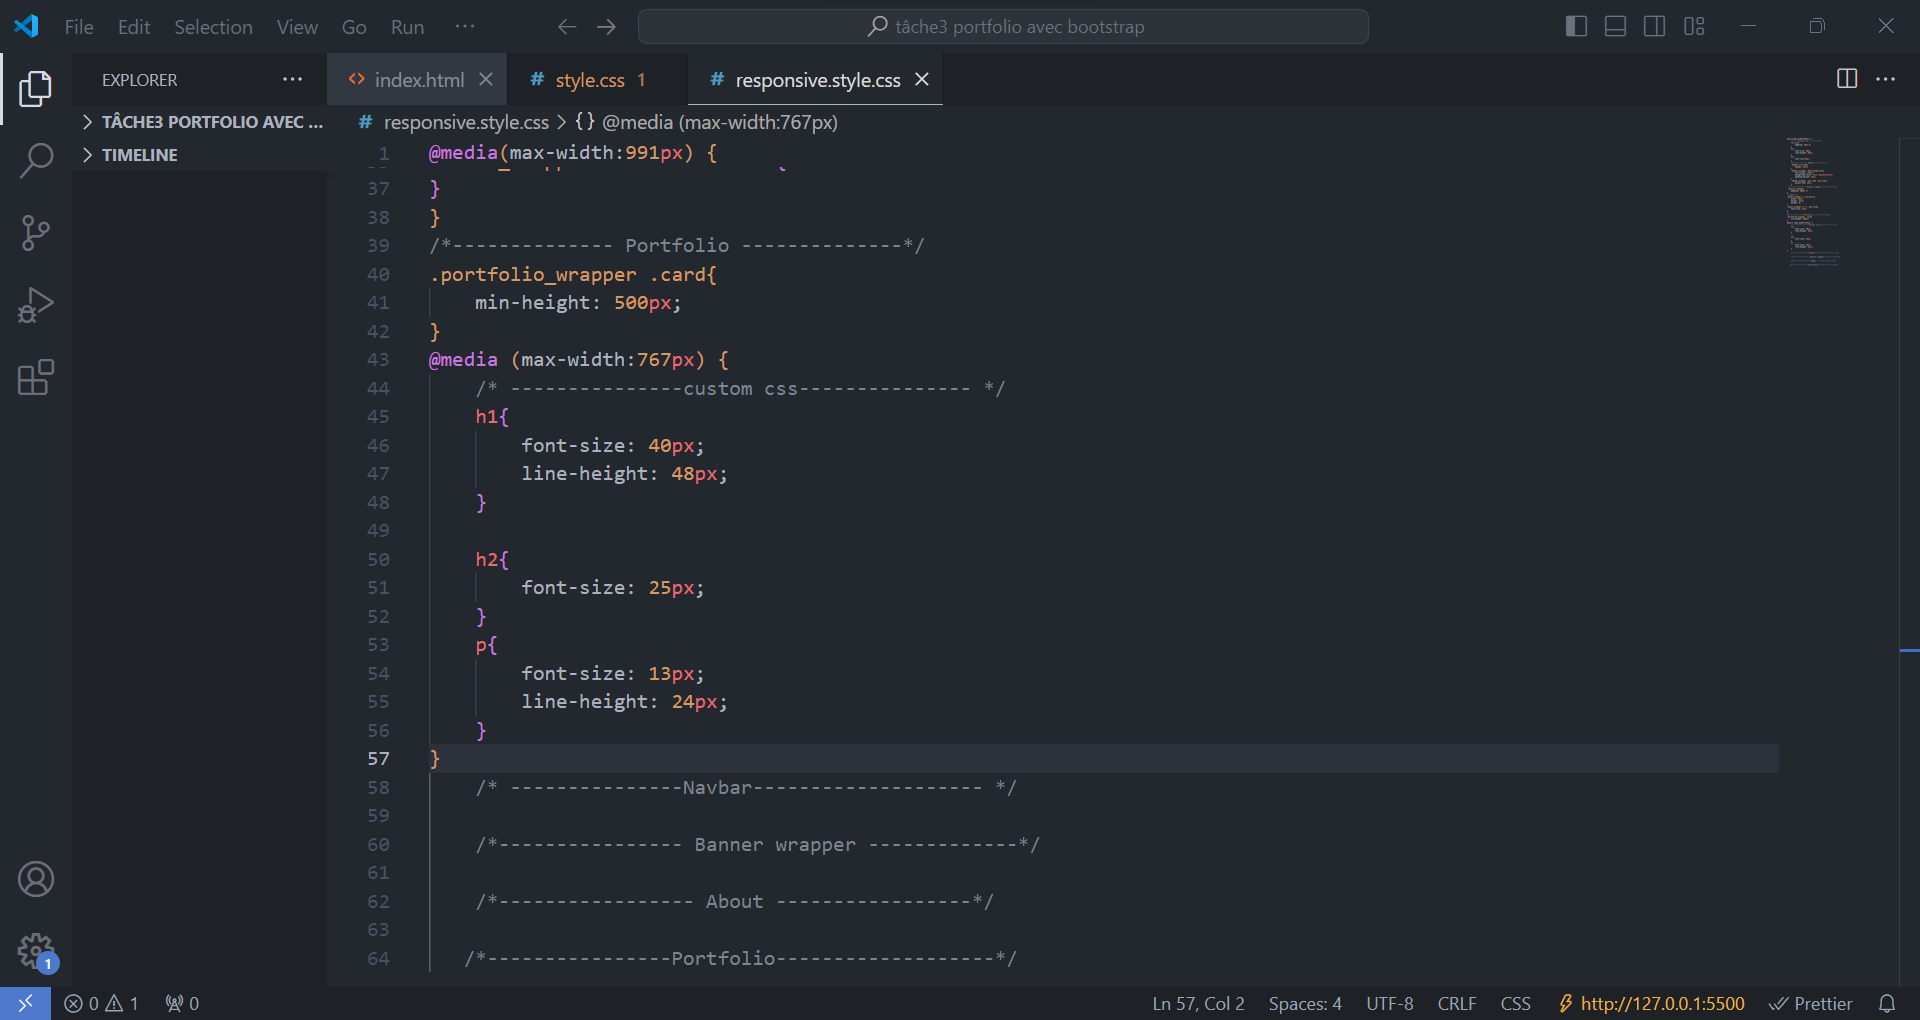 File Edit Selection View Go Run ··· tâche3 portfolio avec bootstrap
EXPLORER ··· <> index.html # style.css 1 # responsive.style.css ···
TÂCHE3 PORTFOLIO AVEC ...
TIMELINE
# responsive.style.css > {} @media (max-width:767px)
1 @media(max-width:991px) {
37 }
38 }
39 /*-------------- Portfolio --------------*/
40 .portfolio_wrapper .card{
41 min-height: 500px;
42 }
43 @media (max-width:767px) {
44 /* ---------------custom css--------------- */
45 h1{
46 font-size: 40px;
47 line-height: 48px;
48 }
49
50 h2{
51 font-size: 25px;
52 }
53 p{
54 font-size: 13px;
55 line-height: 24px;
56 }
57 }
58 /* ---------------Navbar-------------------- */
59
60 /*---------------- Banner wrapper -------------*/
61
62 /*----------------- About -----------------*/
63
64 /*----------------Portfolio-------------------*/
1
0 1 0 Ln 57, Col 2 Spaces: 4 UTF-8 CRLF CSS http://127.0.0.1:5500 Prettier